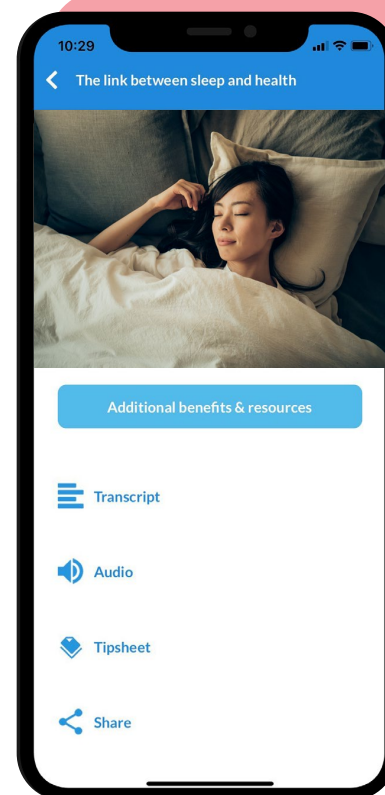 10:29
The link between sleep and health
Additional benefits & resources
Transcript
Audio
Tipsheet
Share